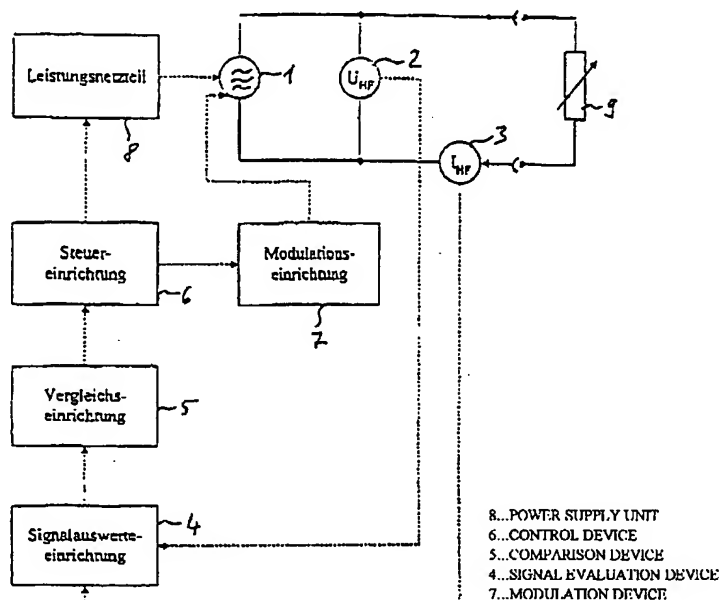 Leistungsnetzteil
8
1
U_HF
2
I_HF
3
9
Steuer-
einrichtung
6
Modulations-
einrichtung
7
Vergleichs-
einrichtung
5
Signalauswerte-
einrichtung
4
8...POWER SUPPLY UNIT
6...CONTROL DEVICE
5...COMPARISON DEVICE
4...SIGNAL EVALUATION DEVICE
7...MODULATION DEVICE